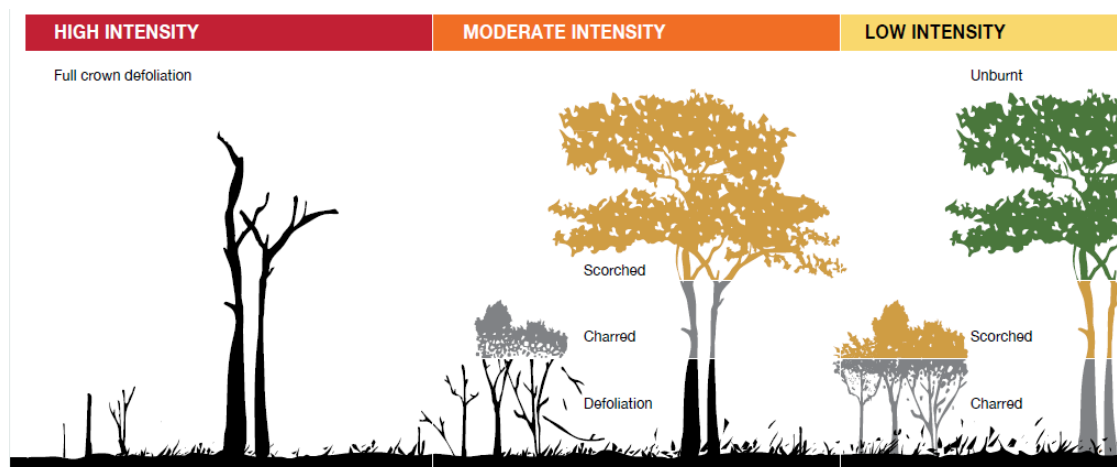 HIGH INTENSITY
Full crown defoliation
MODERATE INTENSITY
Scorched
Charred
Defoliation
LOW INTENSITY
Unburnt
Scorched
Charred